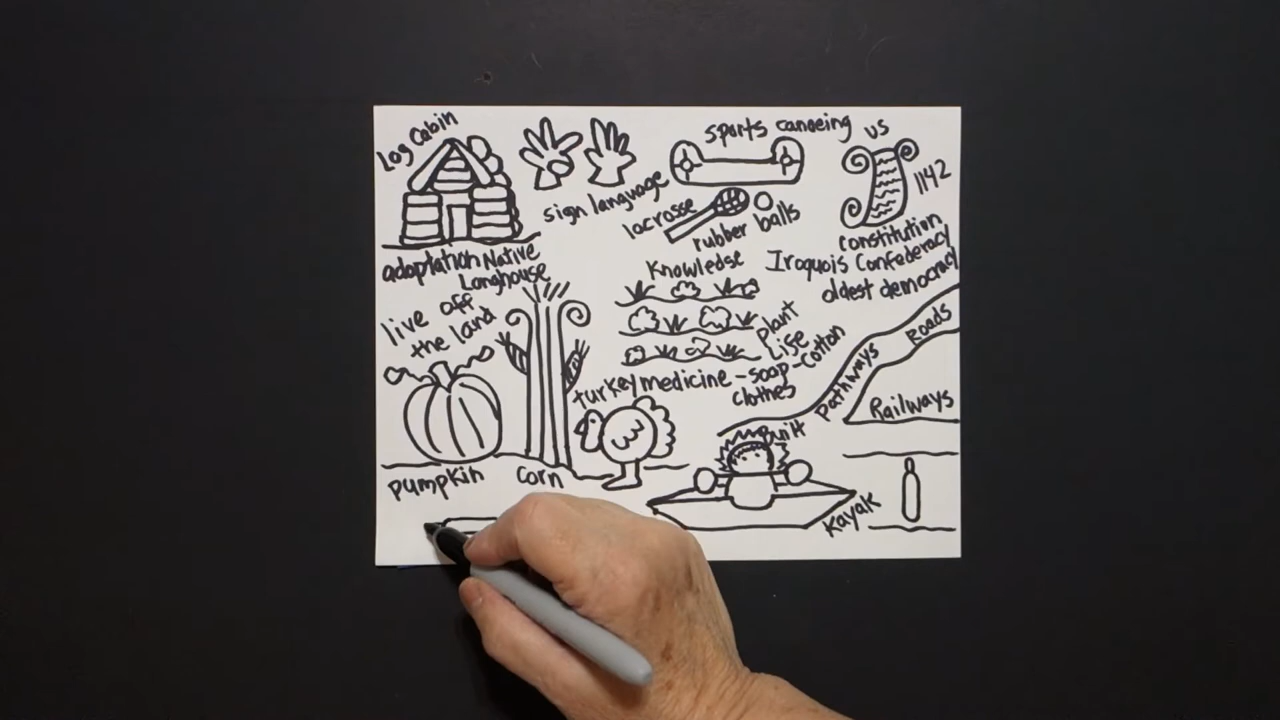 Log Cabin
adaptation Native
Longhouse
sign language
sports canoeing
lacrosse
rubber balls
US
1142
constitution
Iroquois Confederacy
oldest democracy
live off
the land
Knowledge
Plant
Life
turkey medicine - soap - cotton
clothes
Pathways
Roads
Railways
Built
pumpkin
corn
Kayak